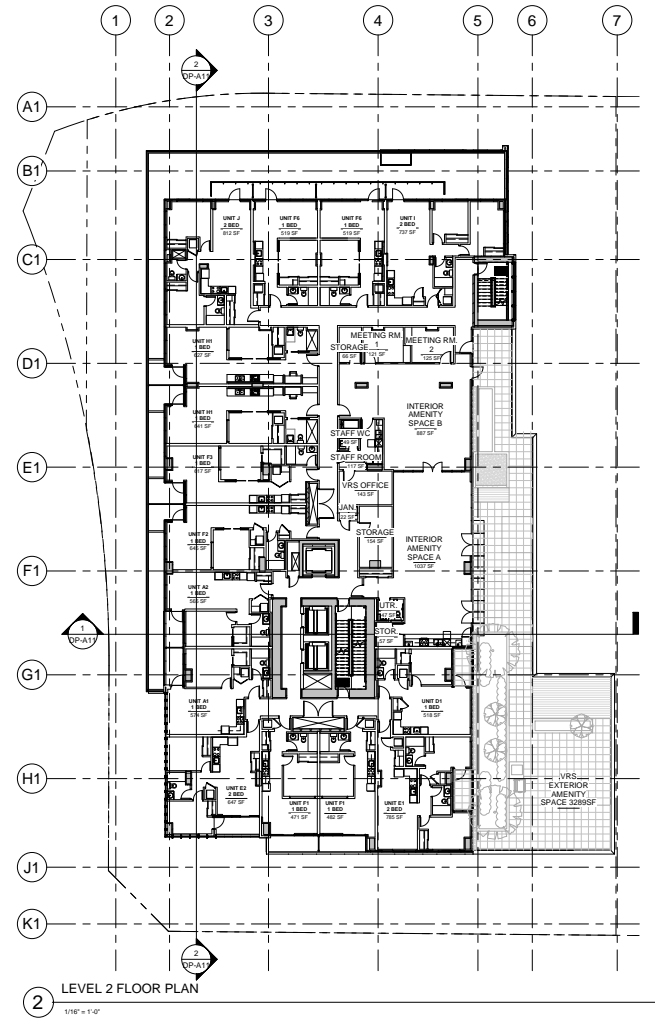 1 2 3 4 5 6 7
2
DP-A11
A1
B1
UNIT J
2 BED
812 SF
UNIT F6
1 BED
519 SF
UNIT F6
1 BED
519 SF
UNIT I
2 BED
737 SF
C1
MEETING RM.
1
121 SF
STORAGE
66 SF
MEETING RM.
2
125 SF
UNIT H1
1 BED
627 SF
D1
UNIT H1
1 BED
641 SF
INTERIOR
AMENITY
SPACE B
887 SF
STAFF WC
49 SF
STAFF ROOM
117 SF
UNIT F3
1 BED
617 SF
E1
VRS OFFICE
143 SF
JAN.
22 SF
STORAGE
154 SF
UNIT F2
1 BED
INTERIOR
AMENITY
SPACE A
1037 SF
F1
UNIT A2
1 BED
UTR.
47 SF
STOR.
57 SF
1
DP-A11
G1
UNIT A1
1 BED
574 SF
UNIT D1
1 BED
518 SF
H1
UNIT E2
2 BED
647 SF
UNIT F1
1 BED
471 SF
UNIT F1
1 BED
482 SF
UNIT E1
2 BED
785 SF
VRS
EXTERIOR
AMENITY
SPACE 3289SF
J1
K1
2
DP-A11
2
LEVEL 2 FLOOR PLAN
1/16" = 1'-0"